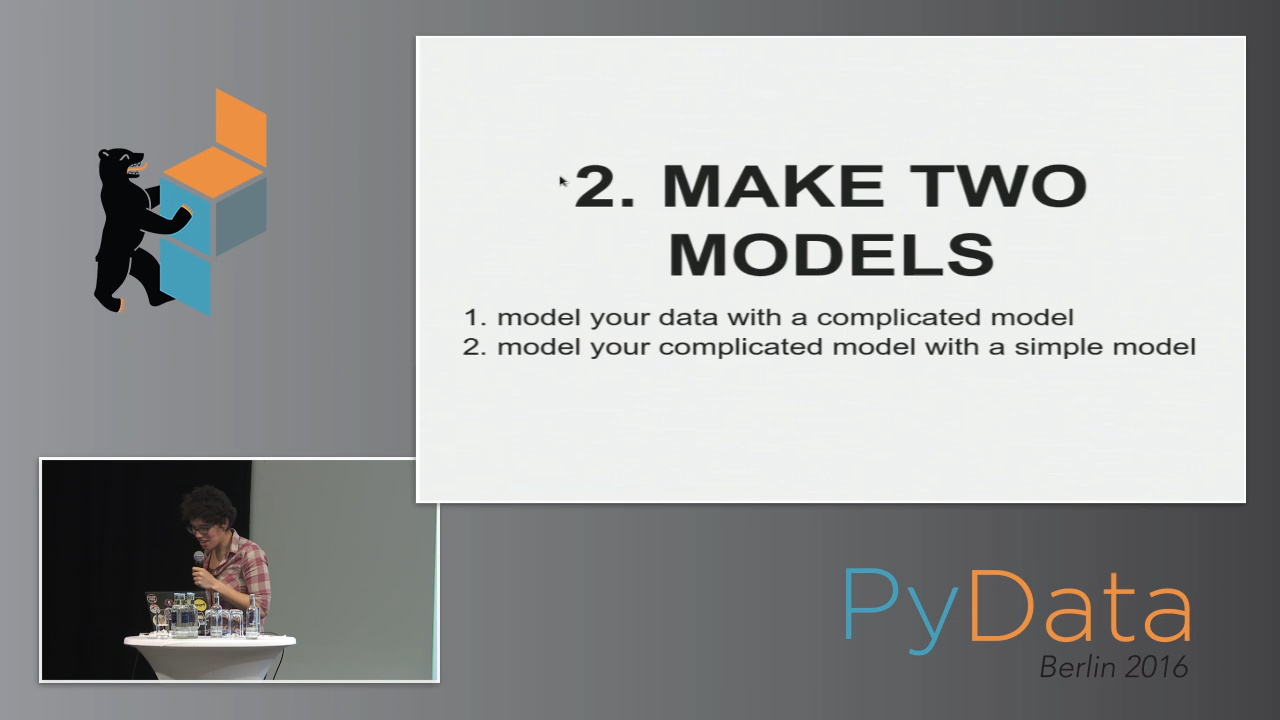 2. MAKE TWO
MODELS
1. model your data with a complicated model
2. model your complicated model with a simple model
PyData
Berlin 2016